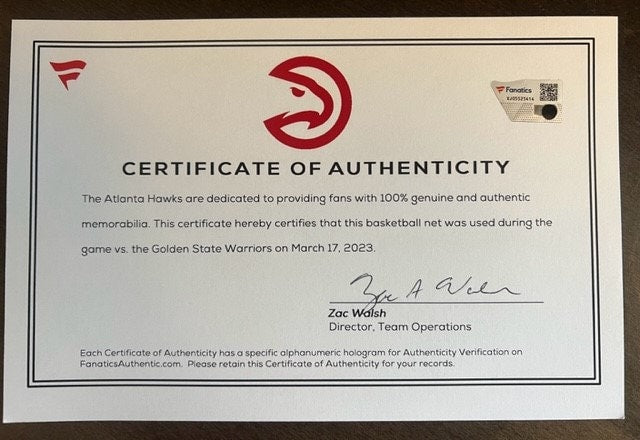 Fanatics
CERTIFICATE OF AUTHENTICITY
The Atlanta Hawks are dedicated to providing fans with 100% genuine and authentic
memorabilia. This certificate hereby certifies that this basketball net was used during the
game vs. the Golden State Warriors on March 17, 2023.
Zac A Walsh
Zac Walsh
Director, Team Operations
Each Certificate of Authenticity has a specific alphanumeric hologram for Authenticity Verification on
FanaticsAuthentic.com. Please retain this Certificate of Authenticity for your records.